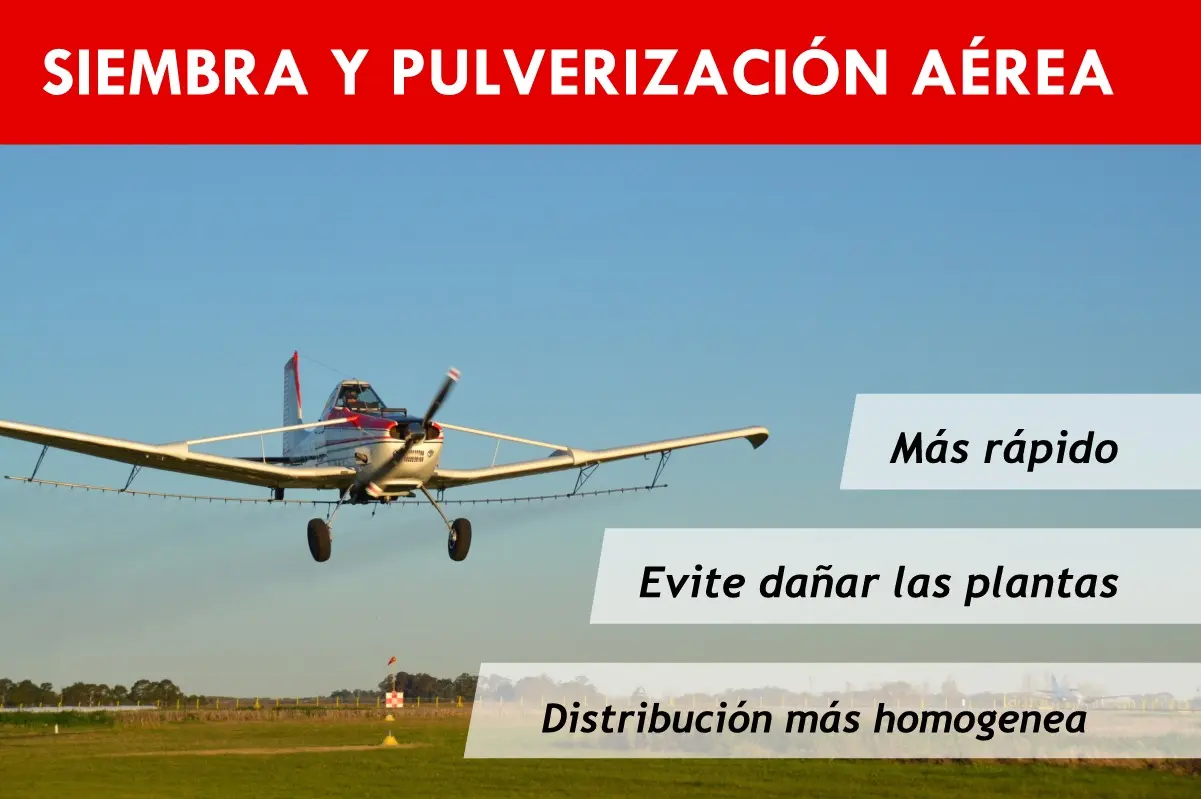 SIEMBRA Y PULVERIZACIÓN AÉREA
Más rápido
Evite dañar las plantas
Distribución más homogenea